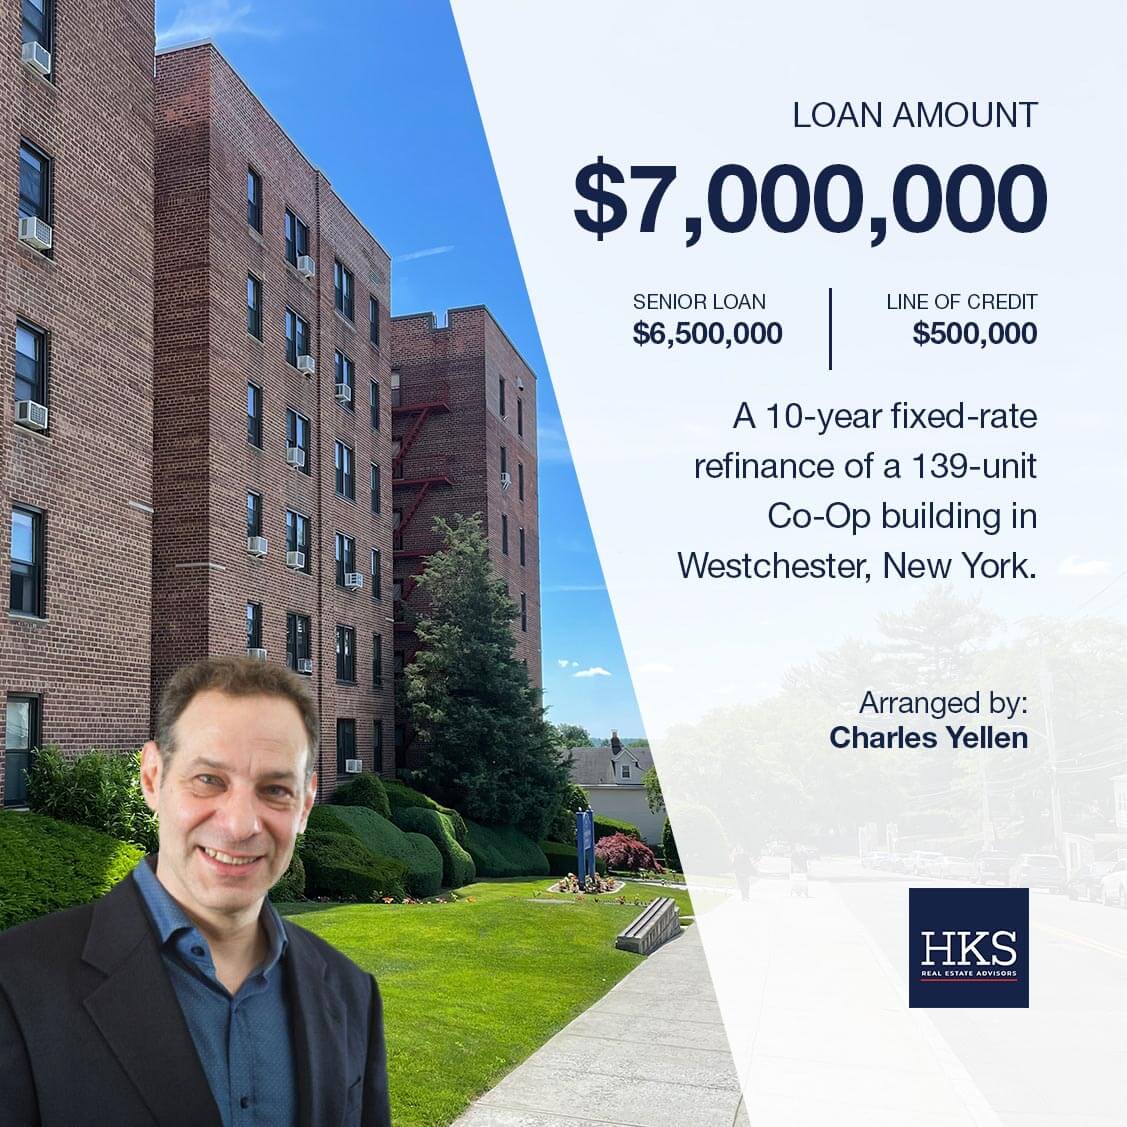 LOAN AMOUNT
$7,000,000
SENIOR LOAN
$6,500,000
LINE OF CREDIT
$500,000
A 10-year fixed-rate
refinance of a 139-unit
Co-Op building in
Westchester, New York.
Arranged by:
Charles Yellen
HKS
REAL ESTATE ADVISORS